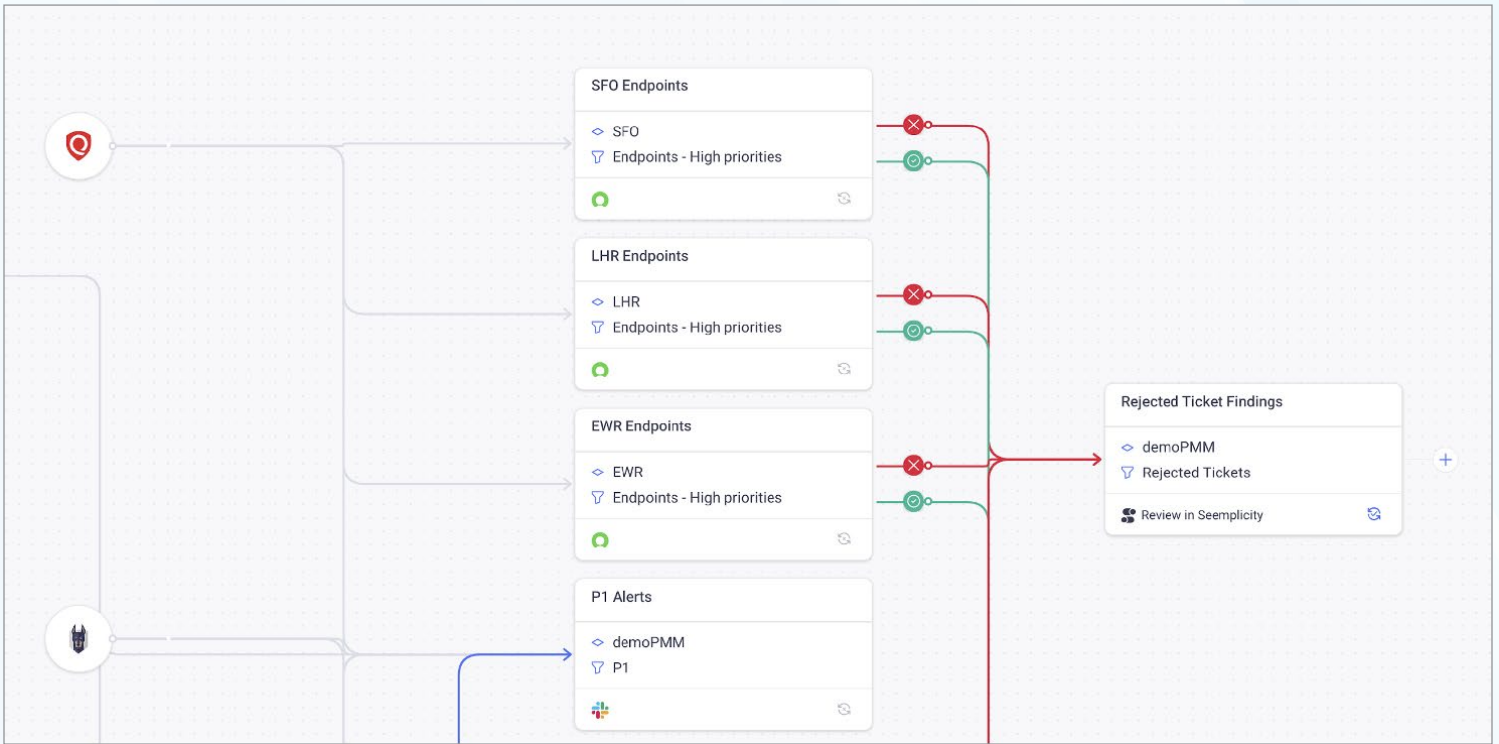 SFO Endpoints
SFO
Endpoints - High priorities
LHR Endpoints
LHR
Endpoints - High priorities
EWR Endpoints
EWR
Endpoints - High priorities
P1 Alerts
demoPMM
P1
Rejected Ticket Findings
demoPMM
Rejected Tickets
Review in Seemplicity